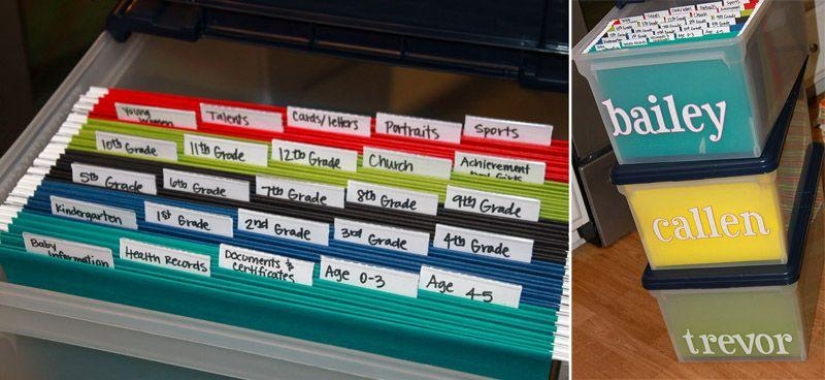 Young
Women
Talents
Cards/letters
Portraits
Sports
10th Grade
11th Grade
12th Grade
Church
Achievement
5th Grade
6th Grade
7th Grade
8th Grade
9th Grade
Kindergarten
1st Grade
2nd Grade
3rd Grade
4th Grade
Baby
Information
Health Records
Documents &
certificates
Age 0-3
Age 4-5
bailey
callen
trevor